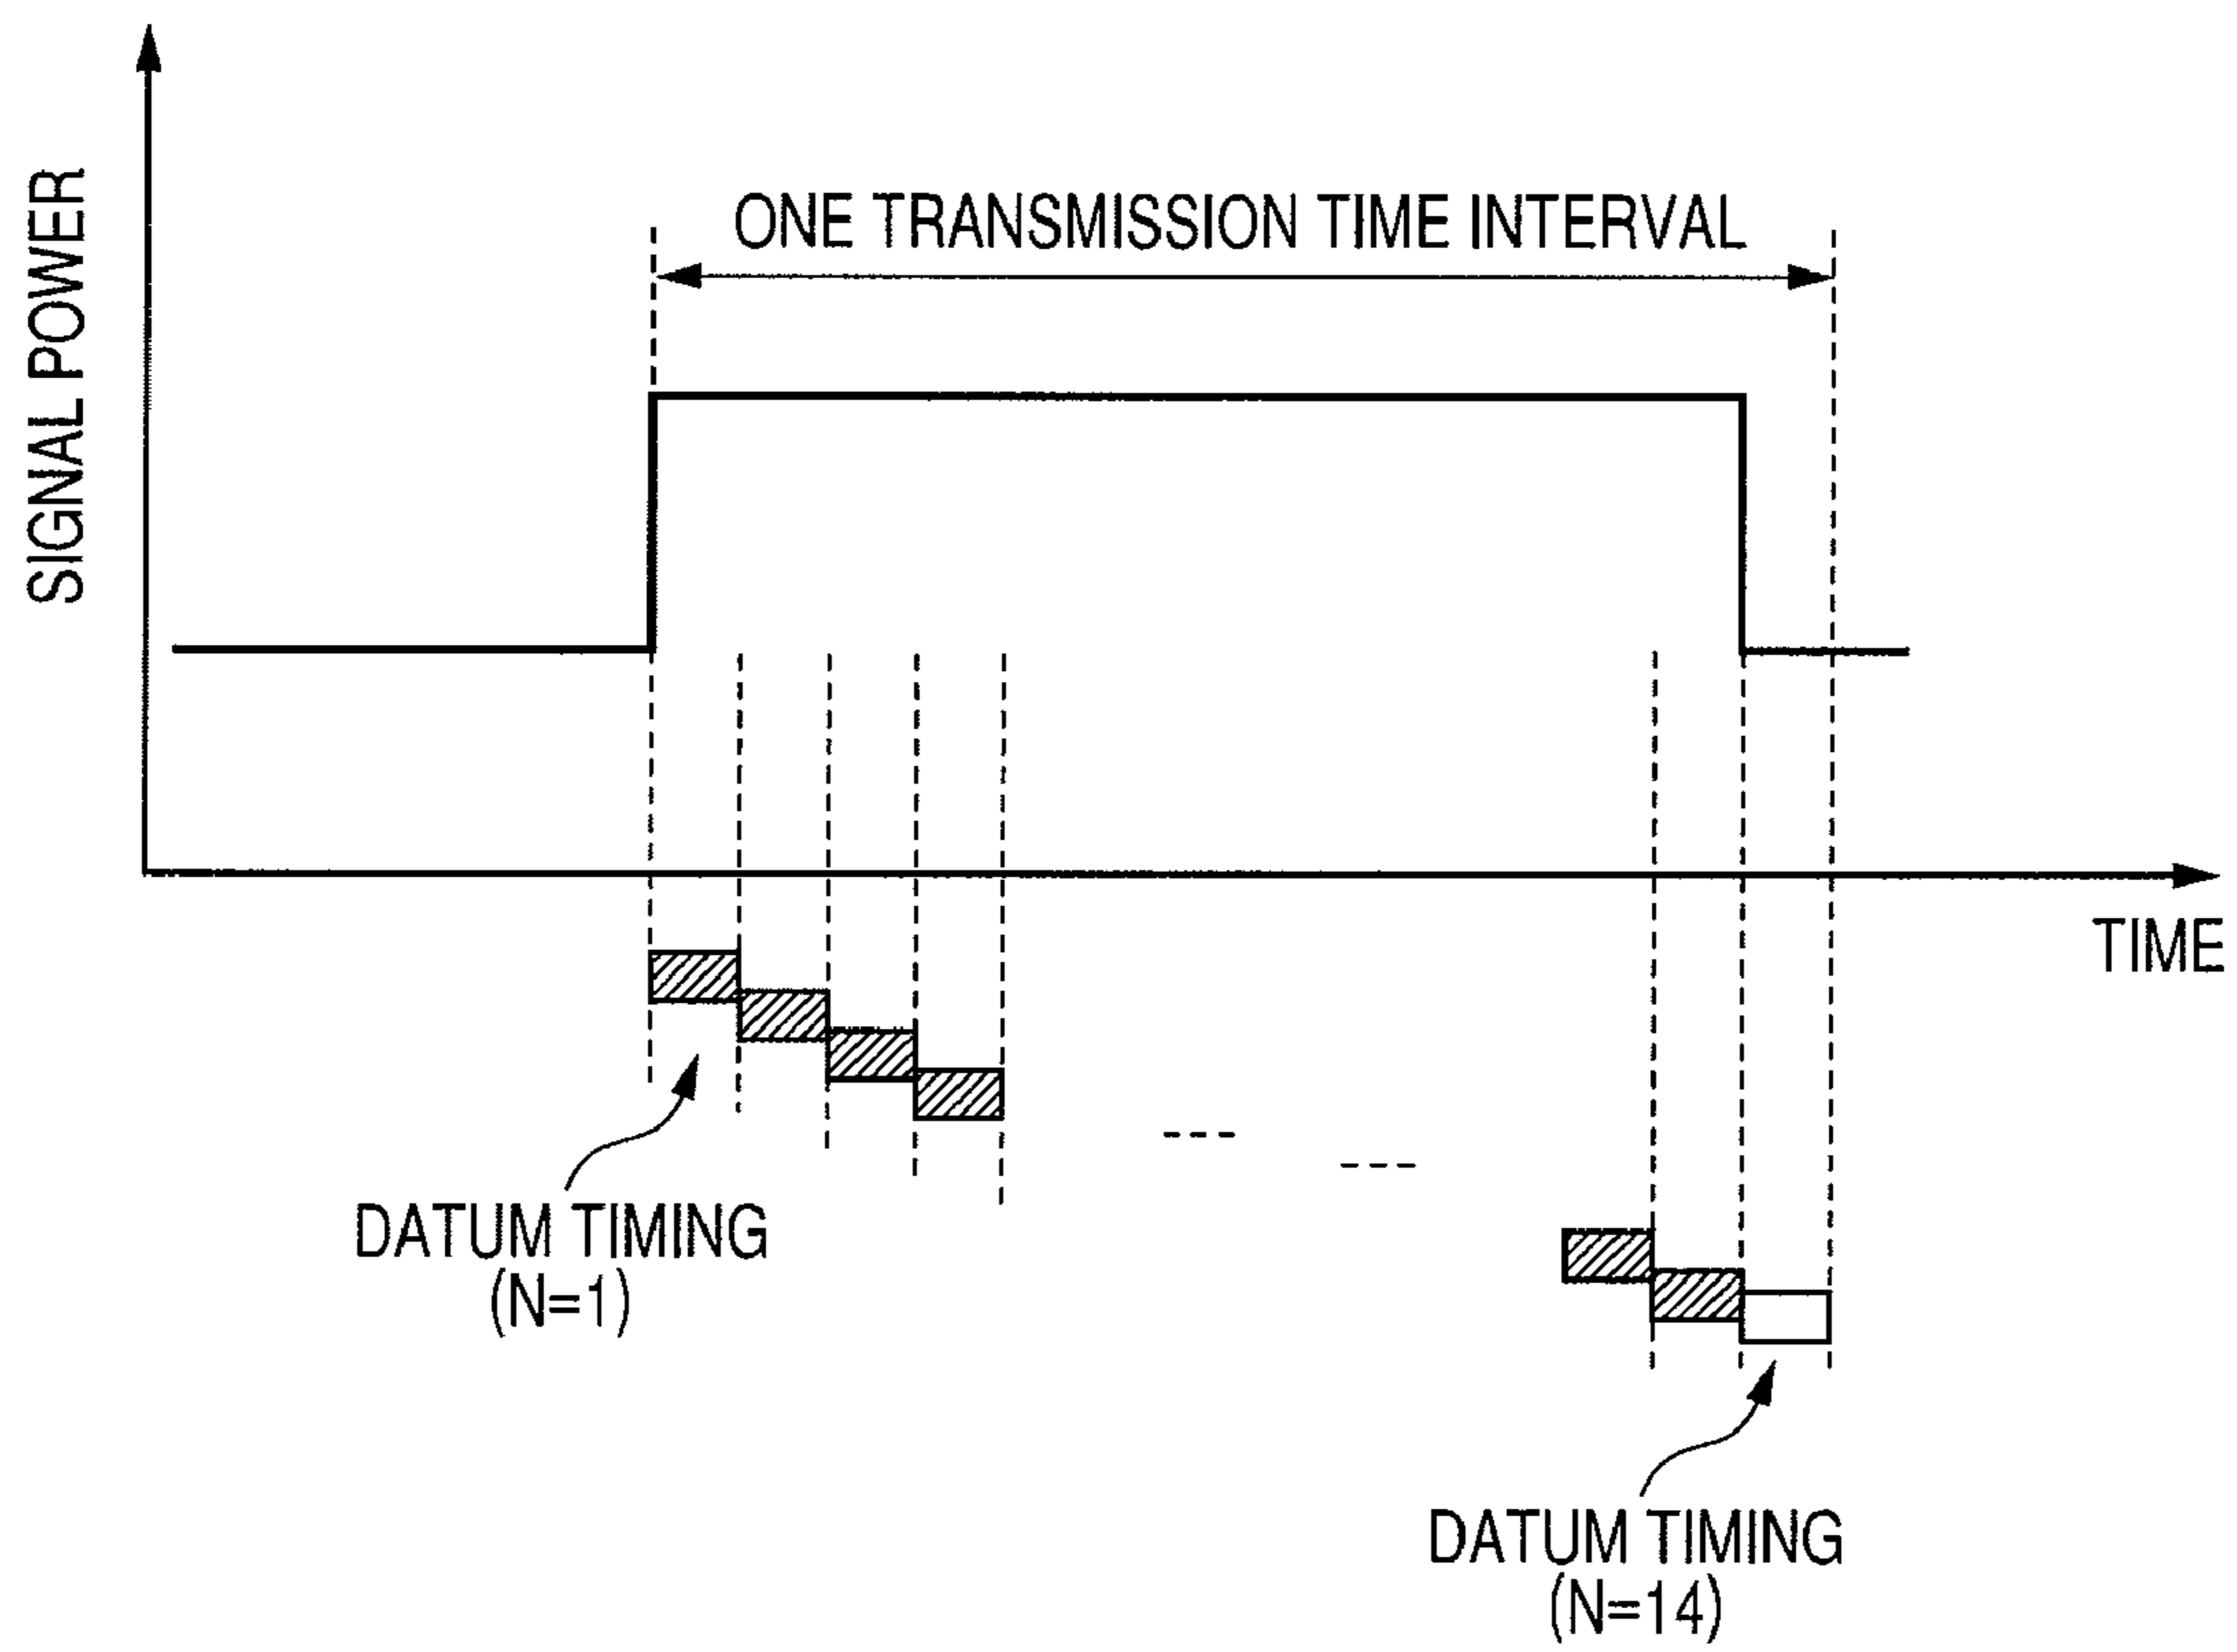 SIGNAL POWER
ONE TRANSMISSION TIME INTERVAL
TIME
DATUM TIMING
(N=1)
DATUM TIMING
(N=14)